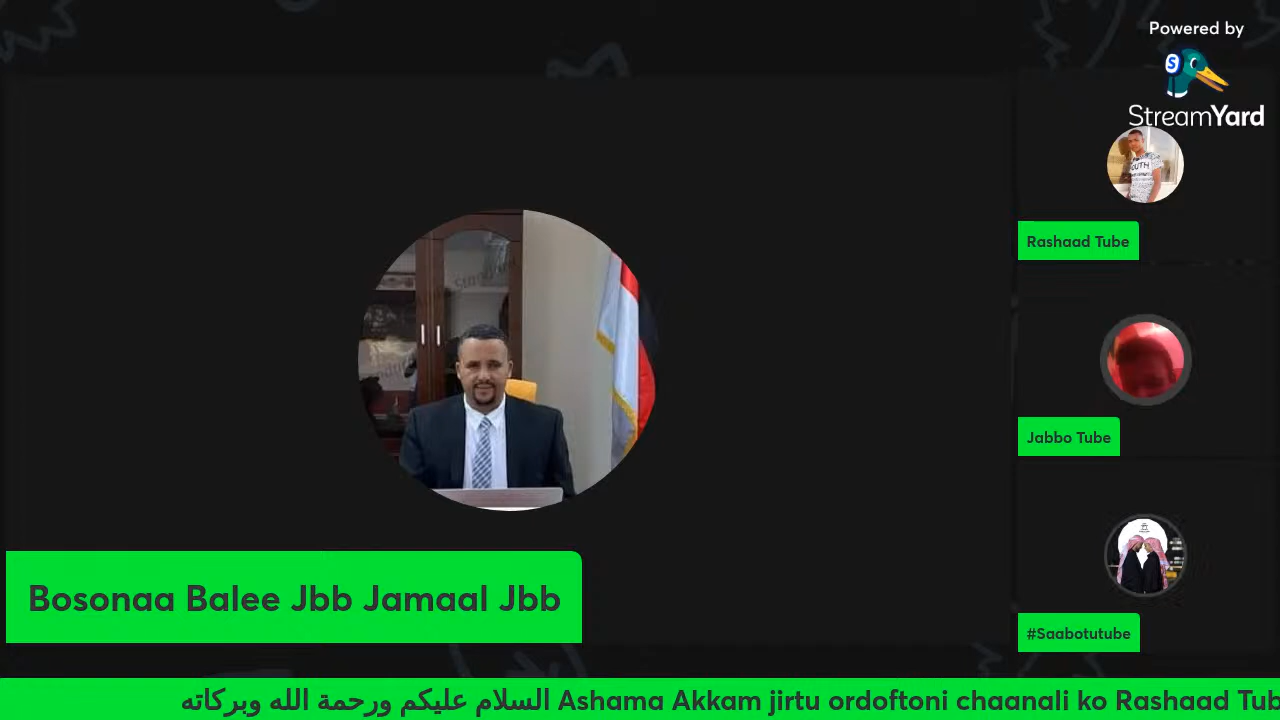 Powered by
StreamYard
Rashaad Tube
Jabbo Tube
Bosonaa Balee Jbb Jamaal Jbb
#Saabotutube
السلام عليكم ورحمة الله وبركاته Ashama Akkam jirtu ordoftoni chaanali ko Rashaad Tub